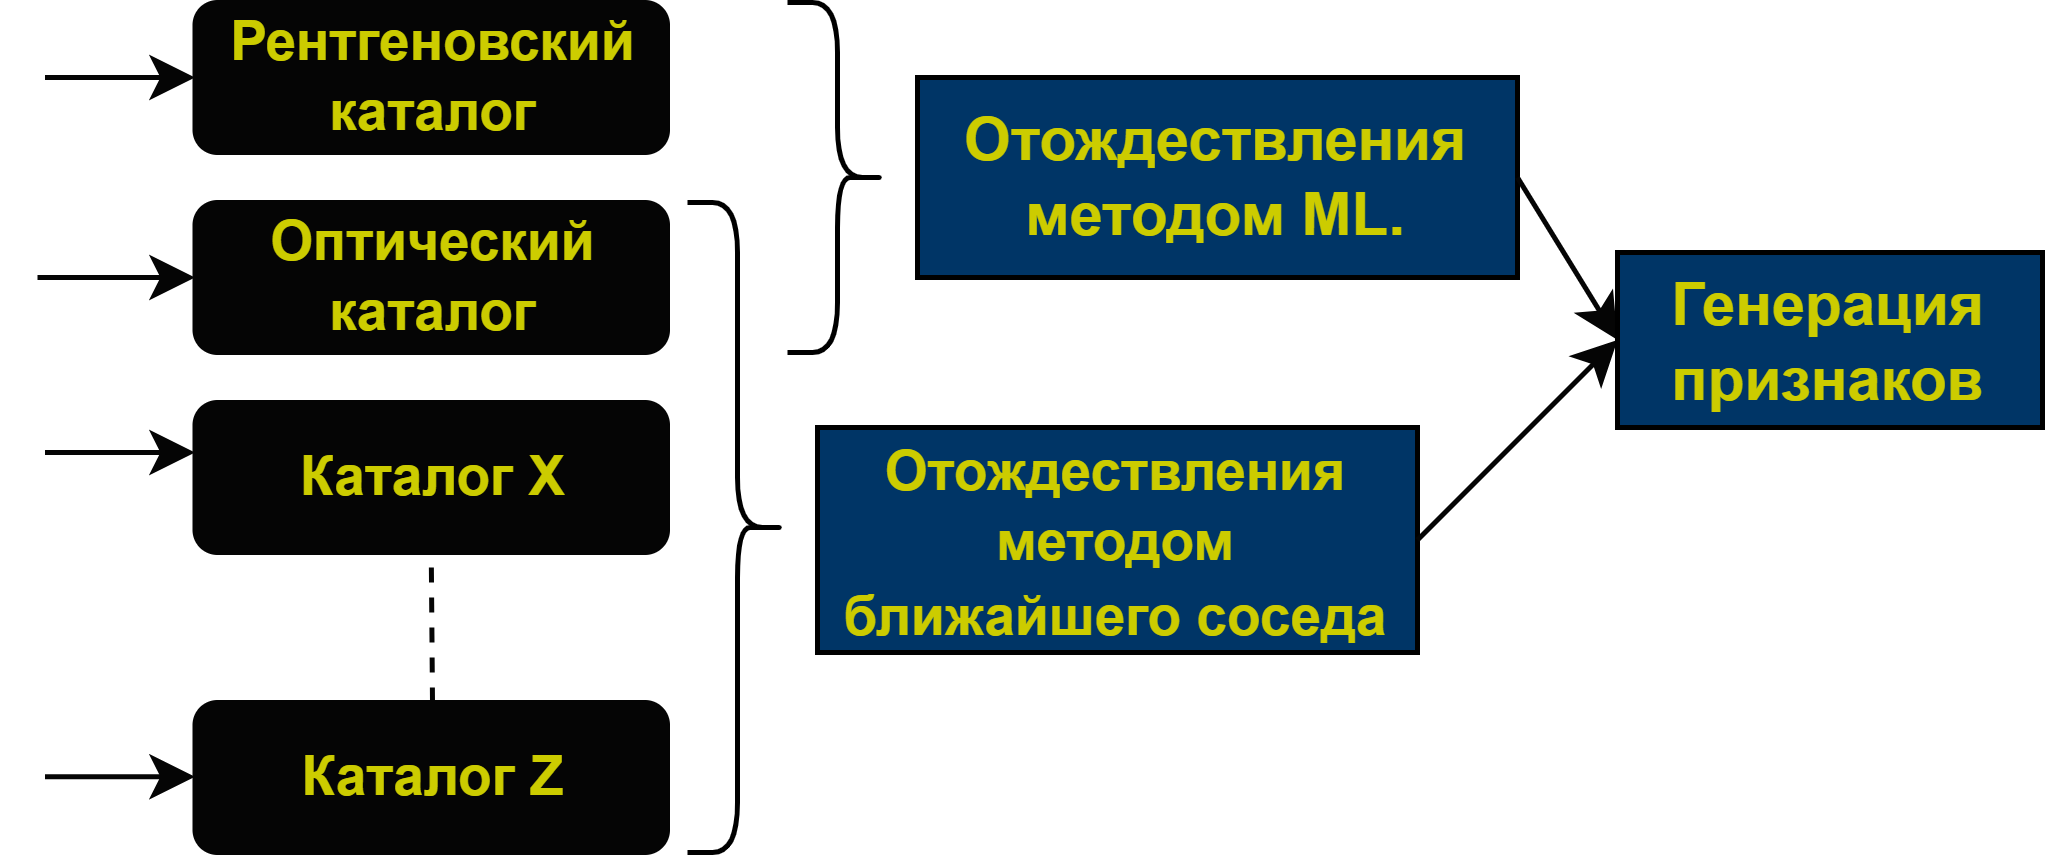 Рентгеновский
каталог
Оптический
каталог
Каталог X
Каталог Z
Отождествления
методом ML.
Отождествления
методом
ближайшего соседа
Генерация
признаков